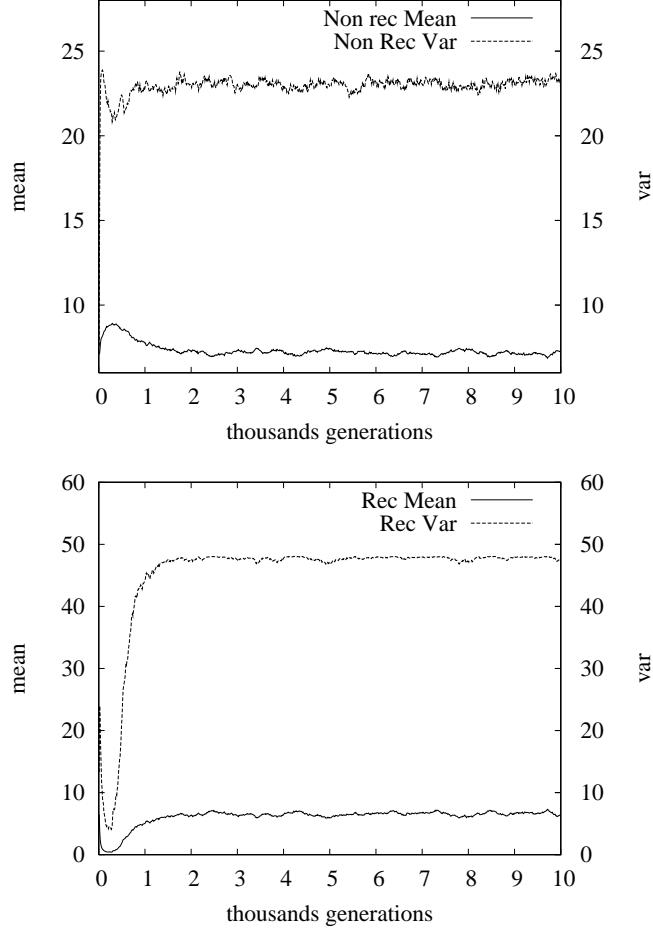 Non rec Mean
Non Rec Var
25 25
20 20
15 15
10 10
mean
var
0 1 2 3 4 5 6 7 8 9 10
thousands generations
Rec Mean
Rec Var
60 60
50 50
40 40
30 30
20 20
10 10
0 0
mean
var
0 1 2 3 4 5 6 7 8 9 10
thousands generations